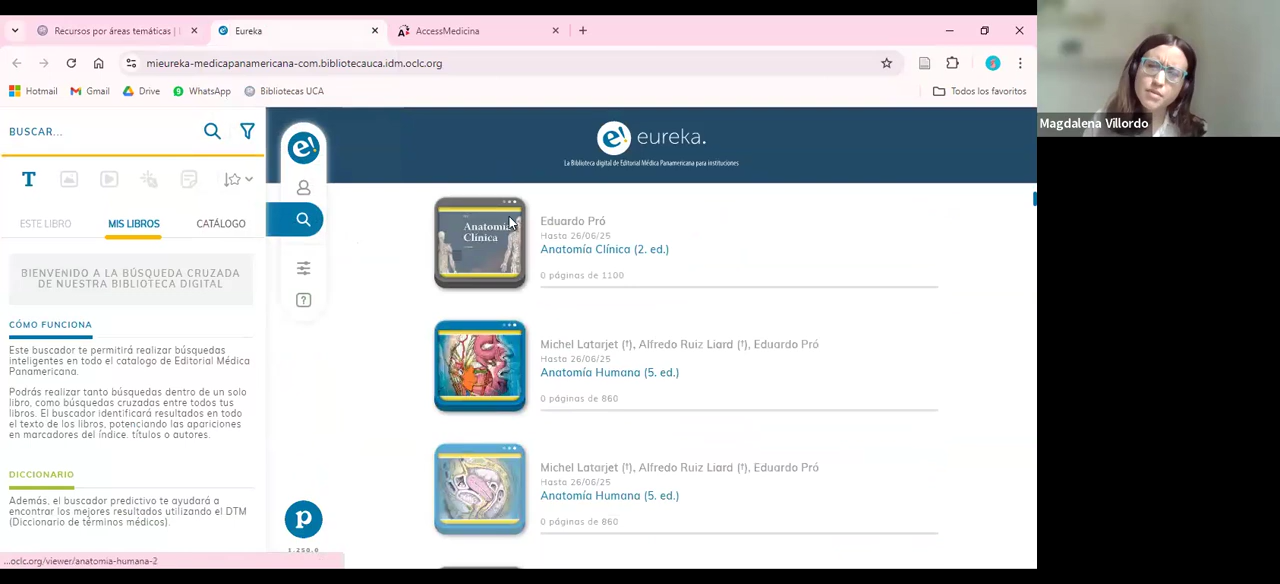 Recursos por áreas temáticas |
Eureka
AccessMedicina
mieureka-medicapanamericana-com.bibliotecauca.idm.oclc.org
Hotmail
Gmail
Drive
WhatsApp
Bibliotecas UCA
Todos los favoritos
Magdalena Villordo
BUSCAR...
T
ESTE LIBRO
MIS LIBROS
CATÁLOGO
BIENVENIDO A LA BÚSQUEDA CRUZADA
DE NUESTRA BIBLIOTECA DIGITAL
CÓMO FUNCIONA
Este buscador te permitirá realizar búsquedas
inteligentes en todo el catalogo de Editorial Médica
Panamericana.
Podrás realizar tanto búsquedas dentro de un solo
libro, como búsquedas cruzadas entre todos tus
libros. El buscador identificará resultados en todo
el texto de los libros, potenciando las apariciones
en marcadores del índice. títulos o autores.
DICCIONARIO
Además, el buscador predictivo te ayudará a
encontrar los mejores resultados utilizando el DTM
(Diccionario de términos médicos).
...oclc.org/viewer/anatomia-humana-2
e!
?
p
1.250.0
e! eureka.
La Biblioteca digital de Editorial Médica Panamericana para instituciones
Anatomía
Clínica
Eduardo Pró
Hasta 26/06/25
Anatomía Clínica (2. ed.)
0 páginas de 1100
Michel Latarjet (†), Alfredo Ruiz Liard (†), Eduardo Pró
Hasta 26/06/25
Anatomía Humana (5. ed.)
0 páginas de 860
Michel Latarjet (†), Alfredo Ruiz Liard (†), Eduardo Pró
Hasta 26/06/25
Anatomía Humana (5. ed.)
0 páginas de 860